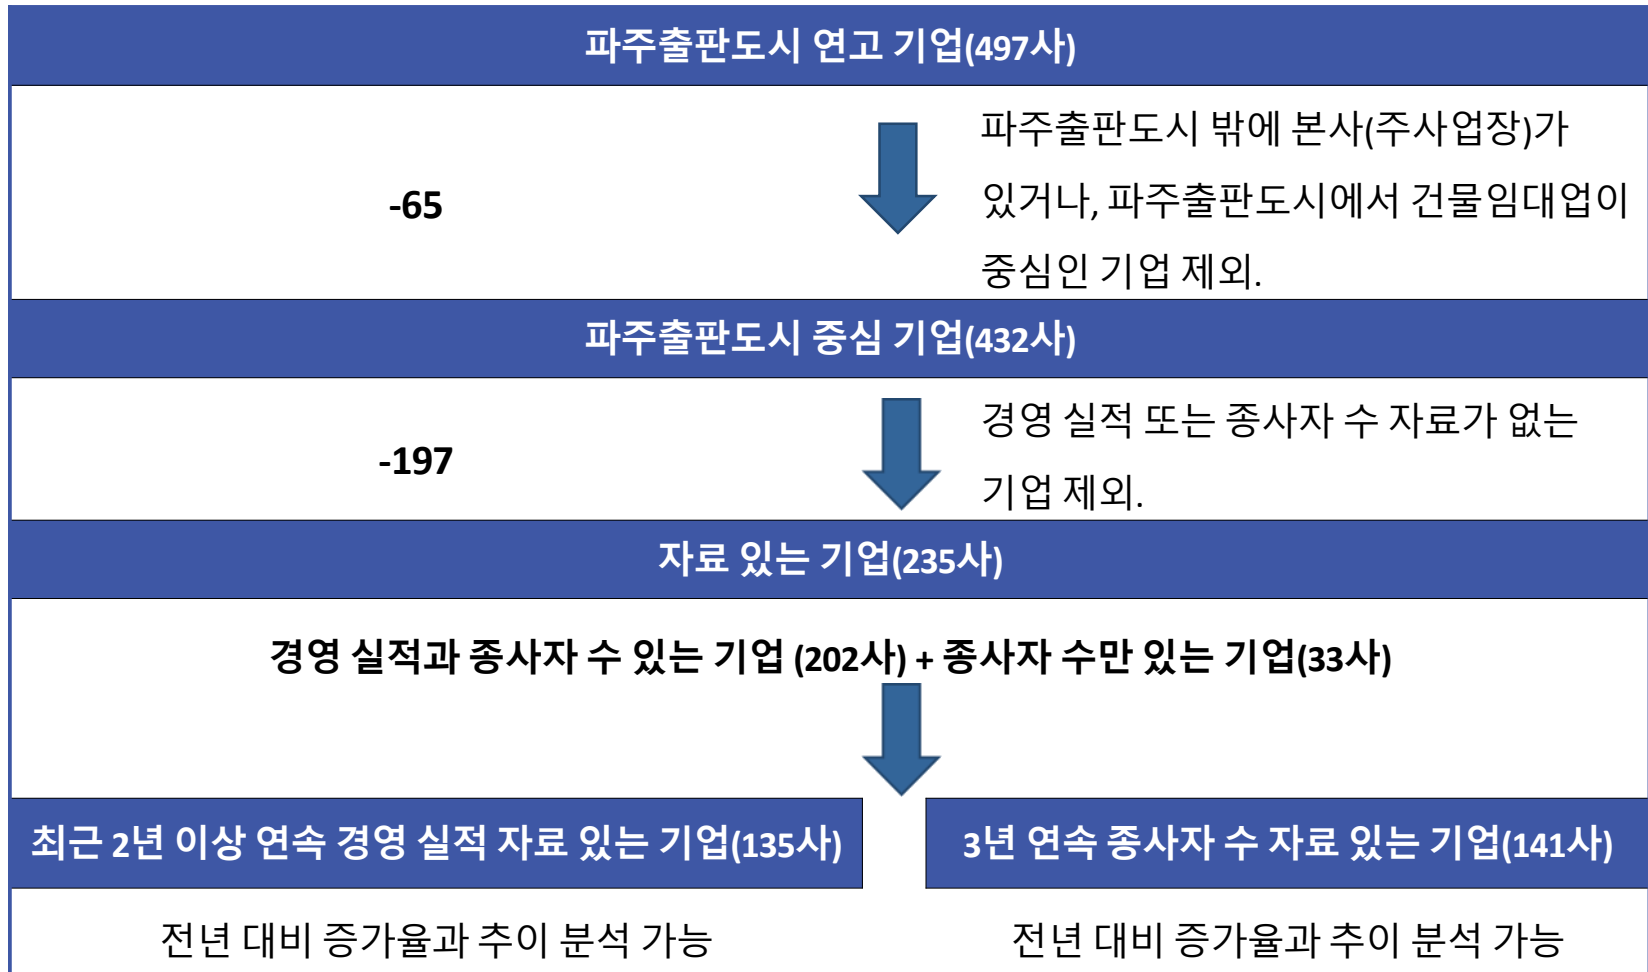 파주출판도시 연고 기업(497사)
-65
파주출판도시 밖에 본사(주사업장)가
있거나, 파주출판도시에서 건물임대업이
중심인 기업 제외.
파주출판도시 중심 기업(432사)
-197
경영 실적 또는 종사자 수 자료가 없는
기업 제외.
자료 있는 기업(235사)
경영 실적과 종사자 수 있는 기업 (202사) + 종사자 수만 있는 기업(33사)
최근 2년 이상 연속 경영 실적 자료 있는 기업(135사)
3년 연속 종사자 수 자료 있는 기업(141사)
전년 대비 증가율과 추이 분석 가능
전년 대비 증가율과 추이 분석 가능